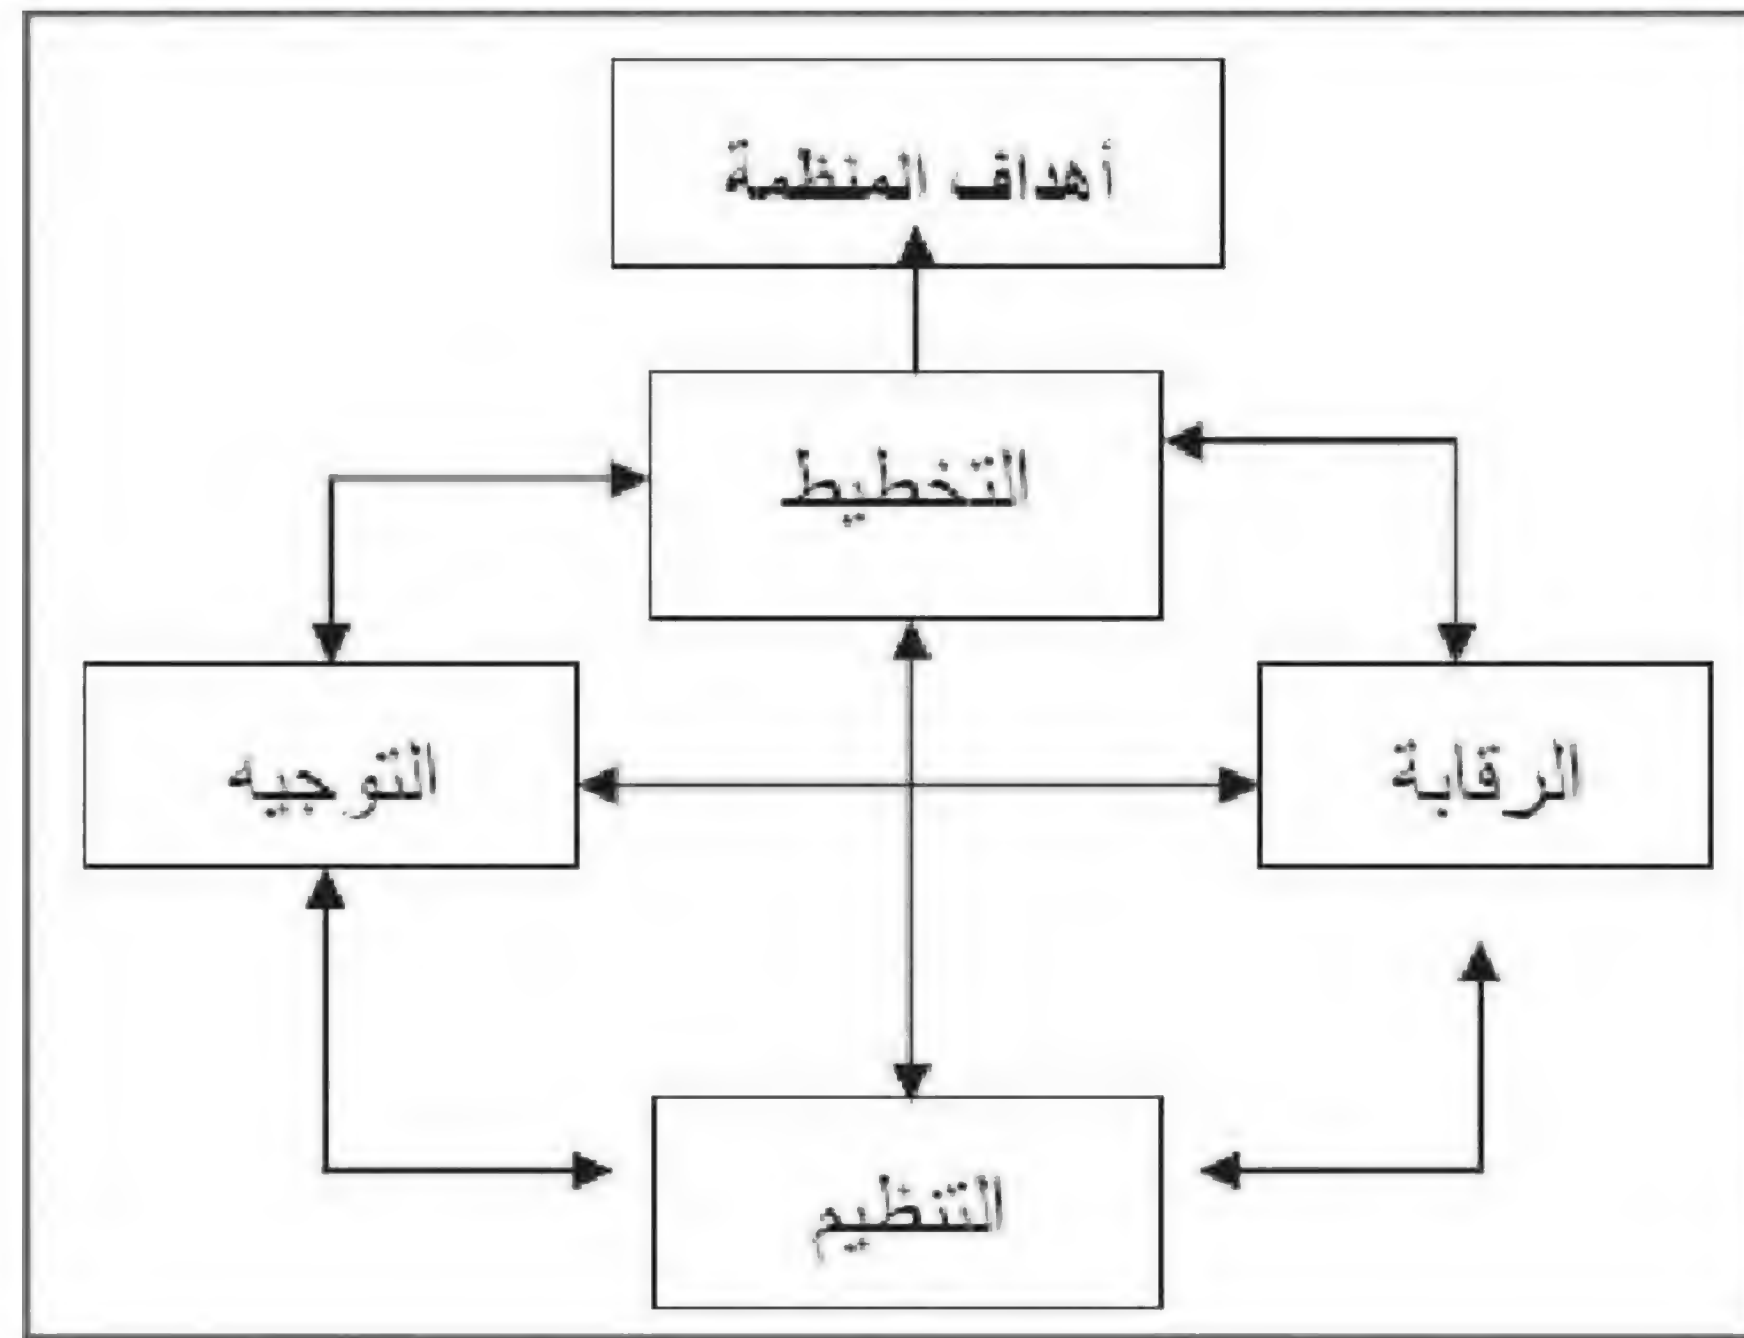 أهداف المنظمة
التخطيط
الرقابة
التوجيه
التنظيم